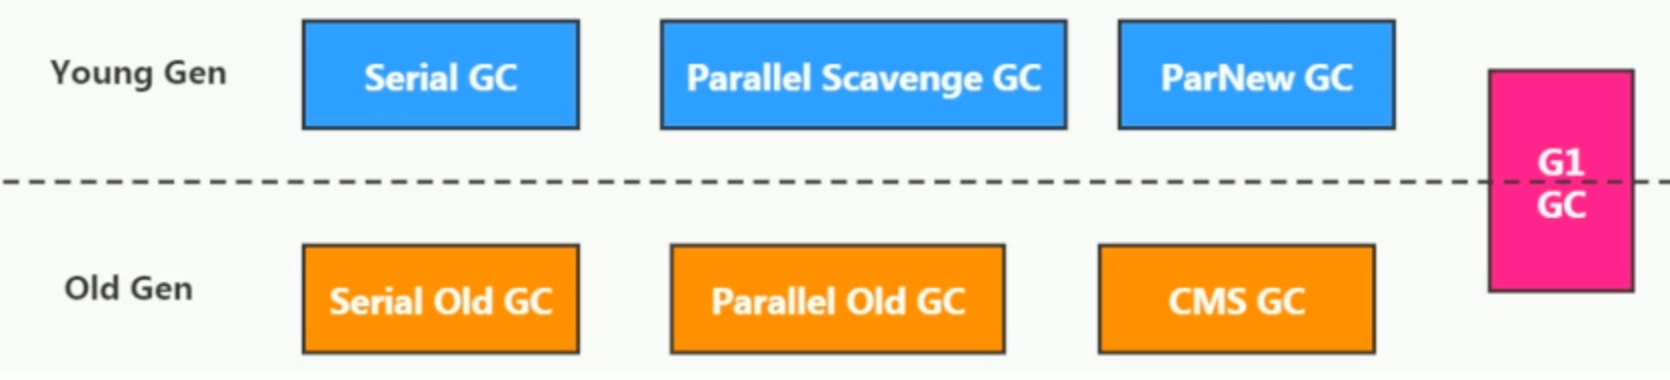 Young Gen
Serial GC
Parallel Scavenge GC
ParNew GC
G1
GC
Old Gen
Serial Old GC
Parallel Old GC
CMS GC